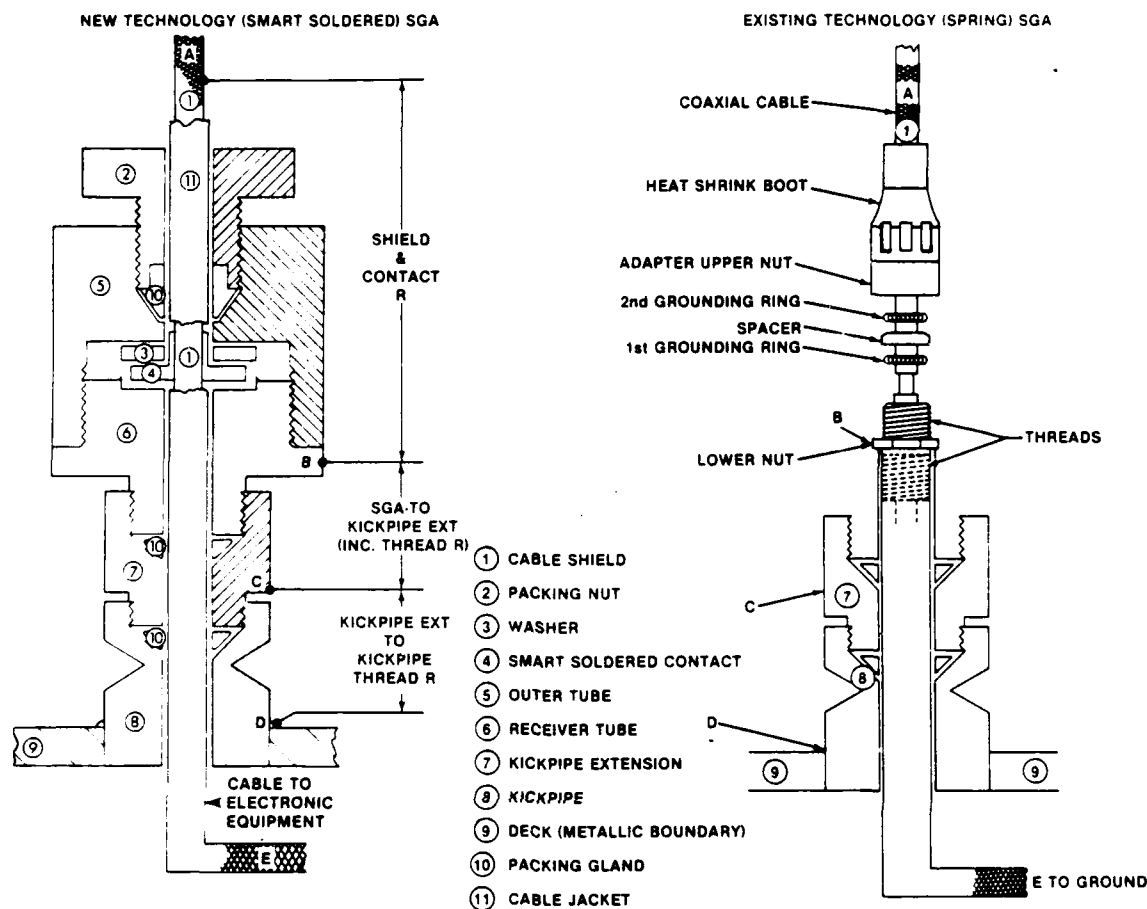 NEW TECHNOLOGY (SMART SOLDERED) SGA
A
1
2
11
SHIELD
&
CONTACT
R
5
10
3
1
4
6
B
SGA-TO
KICKPIPE EXT
(INC. THREAD R)
10
7
C
KICKPIPE EXT
TO
KICKPIPE
THREAD R
10
8
D
9
CABLE TO
ELECTRONIC
EQUIPMENT
E
1 CABLE SHIELD
2 PACKING NUT
3 WASHER
4 SMART SOLDERED CONTACT
5 OUTER TUBE
6 RECEIVER TUBE
7 KICKPIPE EXTENSION
8 KICKPIPE
9 DECK (METALLIC BOUNDARY)
10 PACKING GLAND
11 CABLE JACKET
EXISTING TECHNOLOGY (SPRING) SGA
A
COAXIAL CABLE
1
HEAT SHRINK BOOT
ADAPTER UPPER NUT
2nd GROUNDING RING
SPACER
1st GROUNDING RING
B
THREADS
LOWER NUT
C
7
8
D
9
9
E TO GROUND